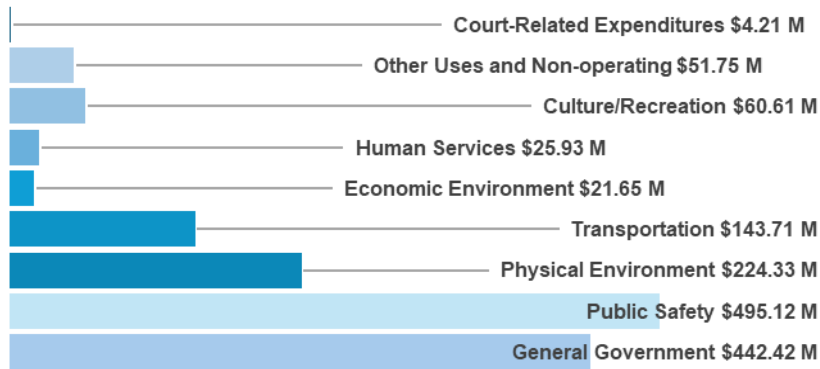 Court-Related Expenditures $4.21 M
Other Uses and Non-operating $51.75 M
Culture/Recreation $60.61 M
Human Services $25.93 M
Economic Environment $21.65 M
Transportation $143.71 M
Physical Environment $224.33 M
Public Safety $495.12 M
General Government $442.42 M